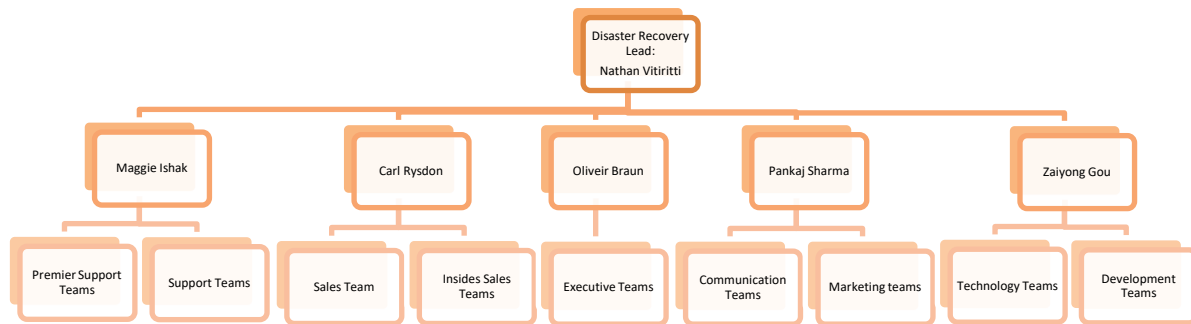 Disaster Recovery
Lead:
Nathan Vitiritti
Maggie Ishak
Carl Rysdon
Oliveir Braun
Pankaj Sharma
Zaiyong Gou
Premier Support
Teams
Support Teams
Sales Team
Insides Sales
Teams
Executive Teams
Communication
Teams
Marketing teams
Technology Teams
Development
Teams